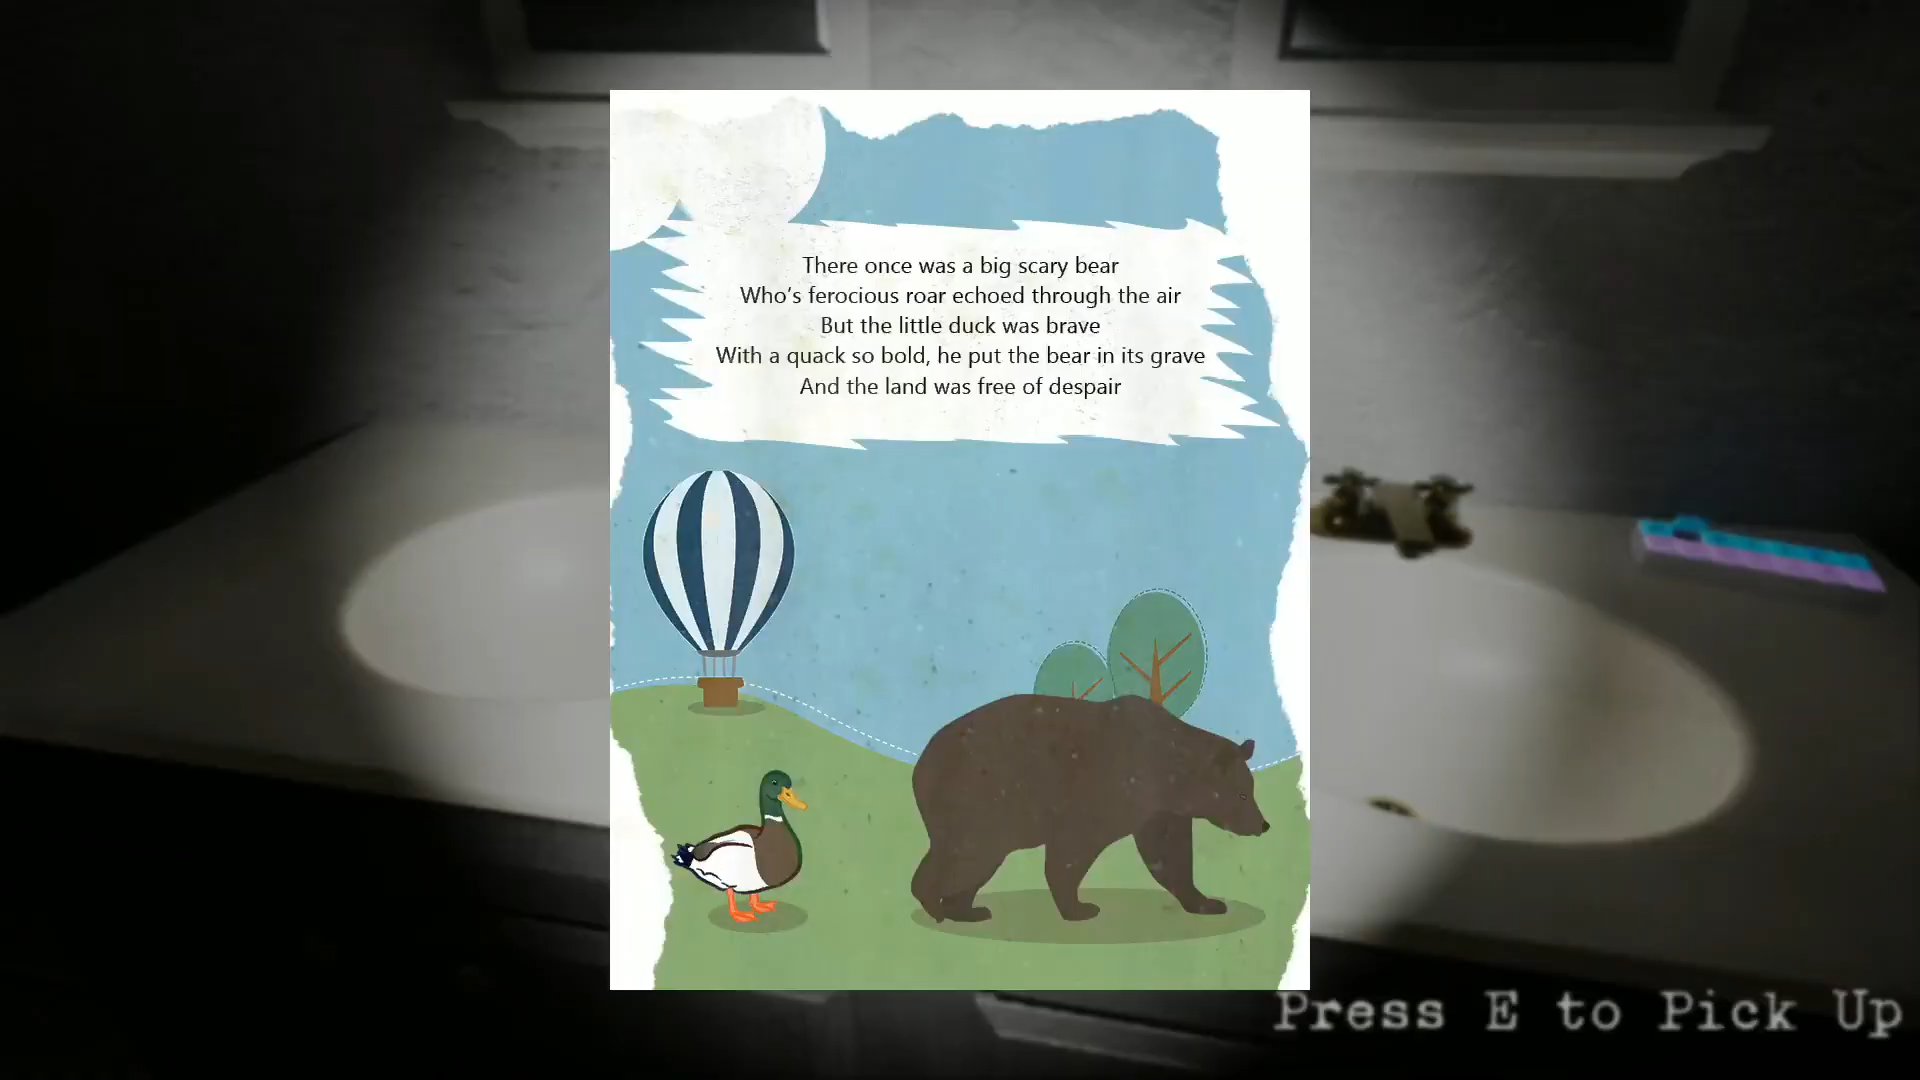 There once was a big scary bear
Who's ferocious roar echoed through the air
But the little duck was brave
With a quack so bold, he put the bear in its grave
And the land was free of despair
Press E to Pick Up